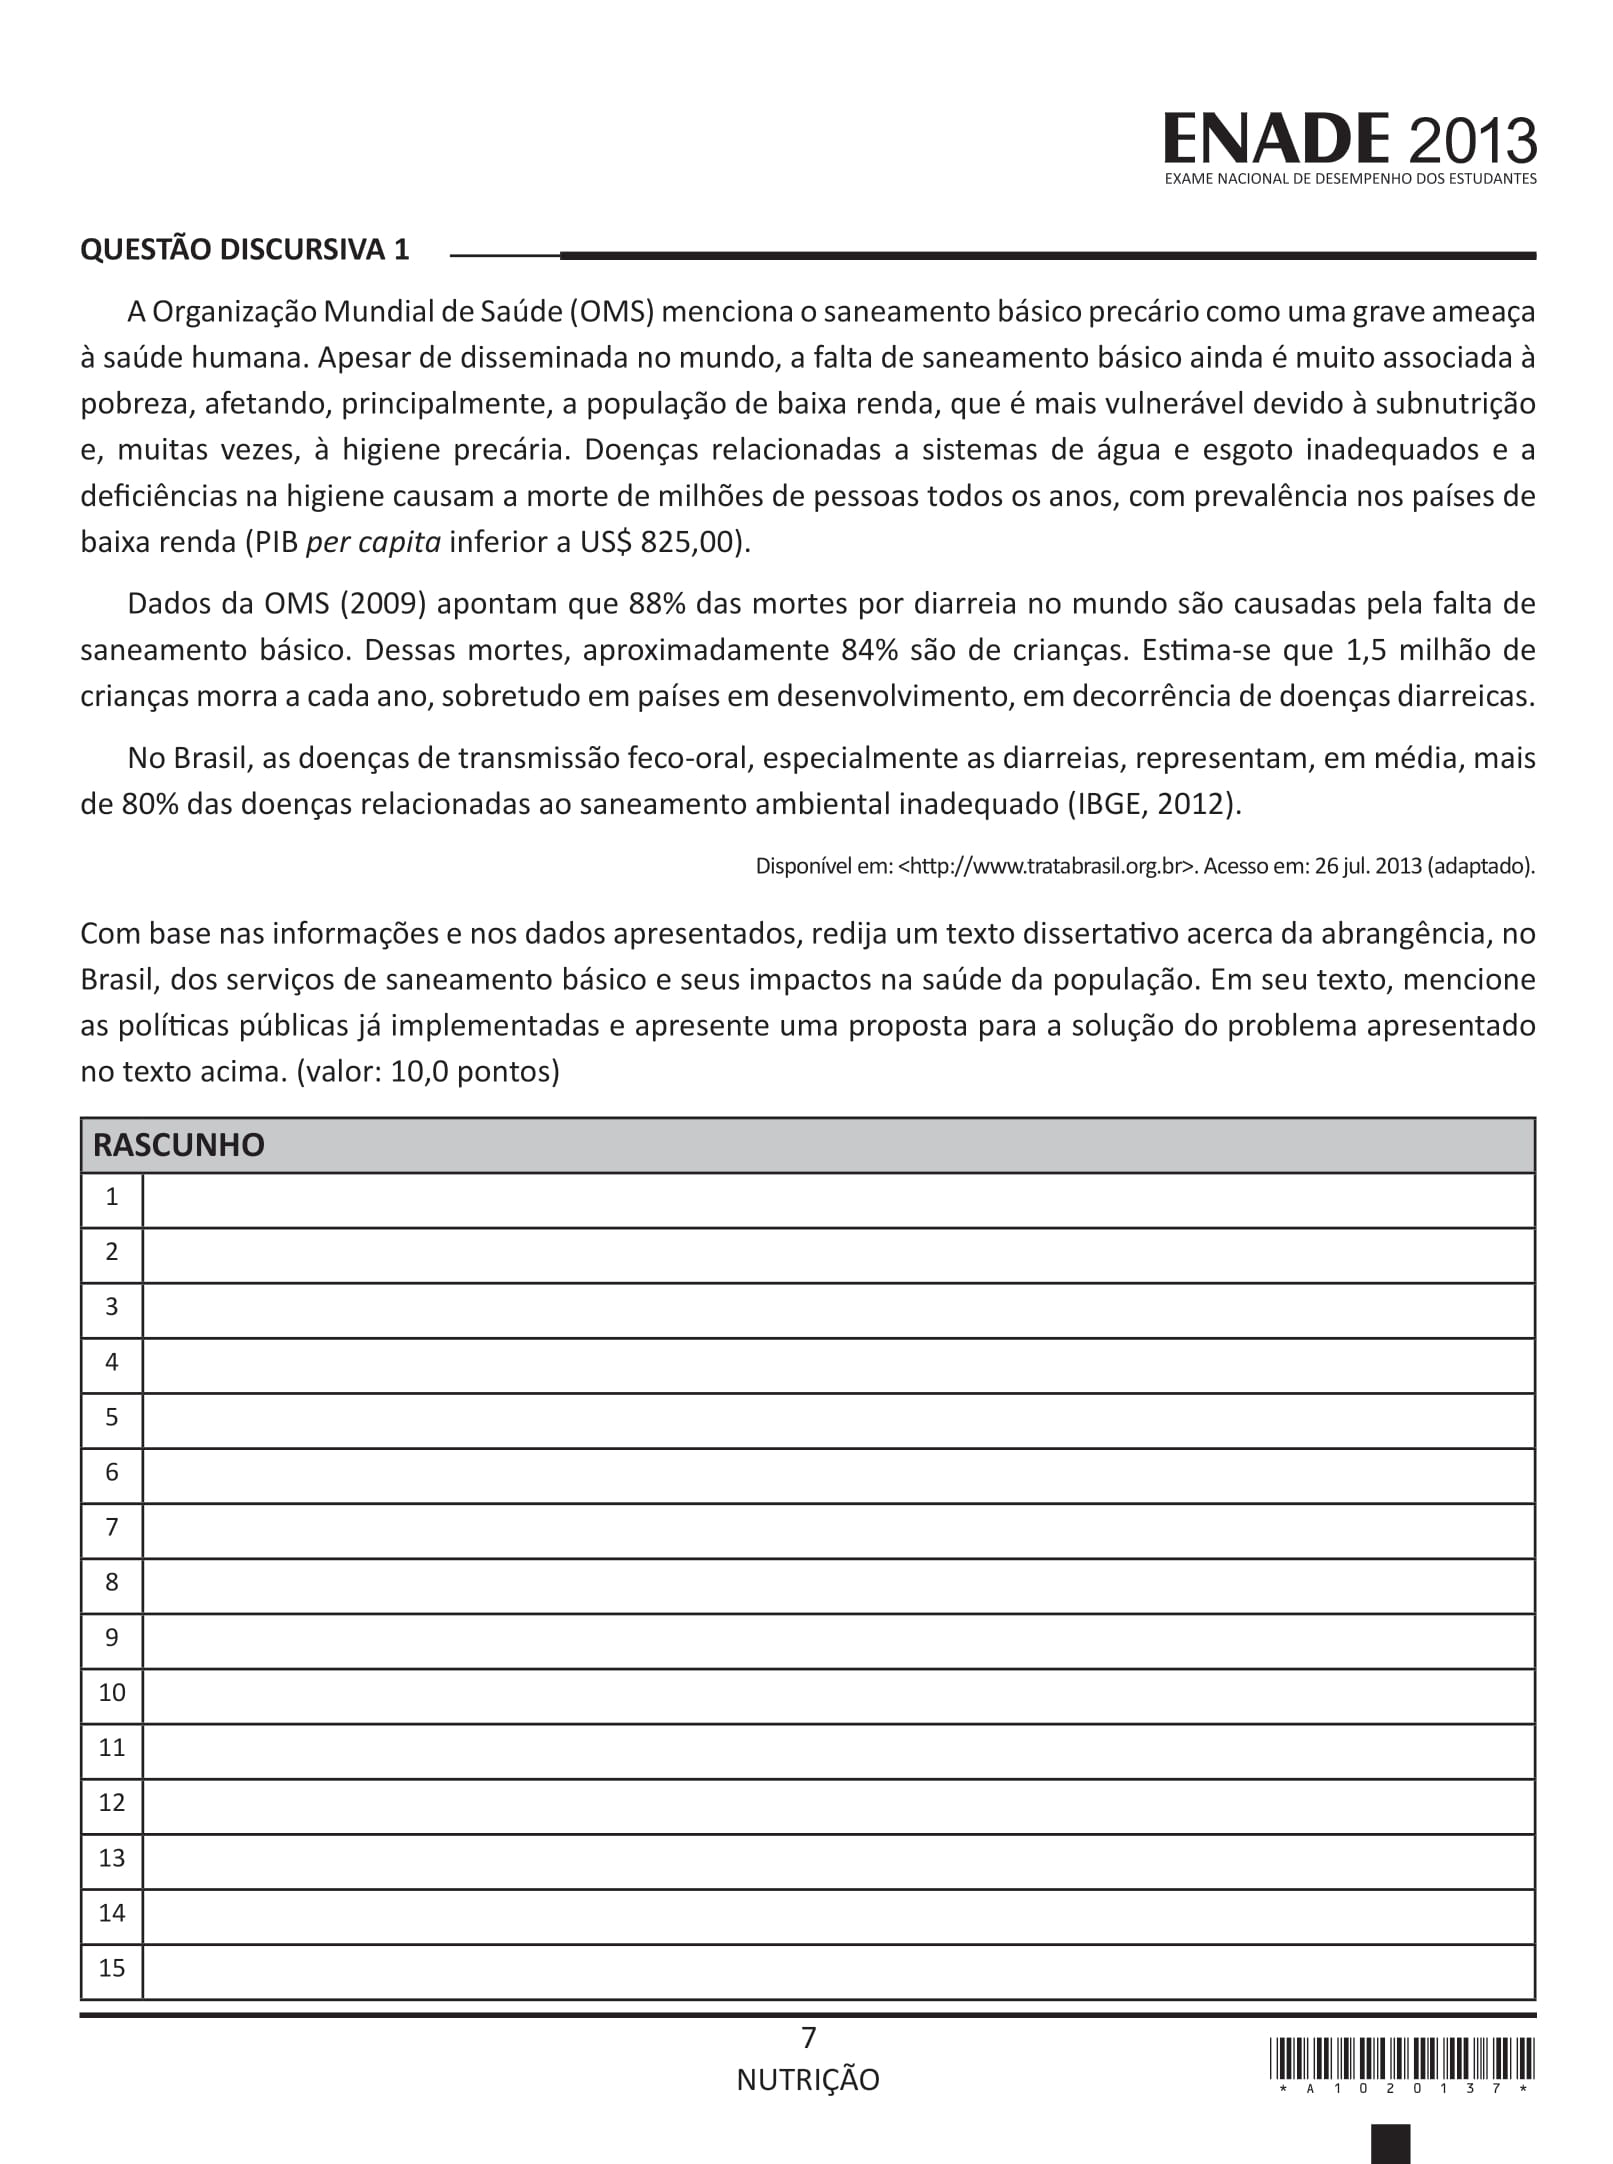 ENADE 2013
EXAME NACIONAL DE DESEMPENHO DOS ESTUDANTES
QUESTÃO DISCURSIVA 1
A Organização Mundial de Saúde (OMS) menciona o saneamento básico precário como uma grave ameaça
à saúde humana. Apesar de disseminada no mundo, a falta de saneamento básico ainda é muito associada à
pobreza, afetando, principalmente, a população de baixa renda, que é mais vulnerável devido à subnutrição
e, muitas vezes, à higiene precária. Doenças relacionadas a sistemas de água e esgoto inadequados e a
deficiências na higiene causam a morte de milhões de pessoas todos os anos, com prevalência nos países de
baixa renda (PIB per capita inferior a US$ 825,00).
Dados da OMS (2009) apontam que 88% das mortes por diarreia no mundo são causadas pela falta de
saneamento básico. Dessas mortes, aproximadamente 84% são de crianças. Estima-se que 1,5 milhão de
crianças morra a cada ano, sobretudo em países em desenvolvimento, em decorrência de doenças diarreicas.
No Brasil, as doenças de transmissão feco-oral, especialmente as diarreias, representam, em média, mais
de 80% das doenças relacionadas ao saneamento ambiental inadequado (IBGE, 2012).
Disponível em: <http://www.tratabrasil.org.br>. Acesso em: 26 jul. 2013 (adaptado).
Com base nas informações e nos dados apresentados, redija um texto dissertativo acerca da abrangência, no
Brasil, dos serviços de saneamento básico e seus impactos na saúde da população. Em seu texto, mencione
as políticas públicas já implementadas e apresente uma proposta para a solução do problema apresentado
no texto acima. (valor: 10,0 pontos)
RASCUNHO
1
2
3
4
5
6
7
8
9
10
11
12
13
14
15
7
NUTRIÇÃO
* A 1 0 2 0 1 3 7 *